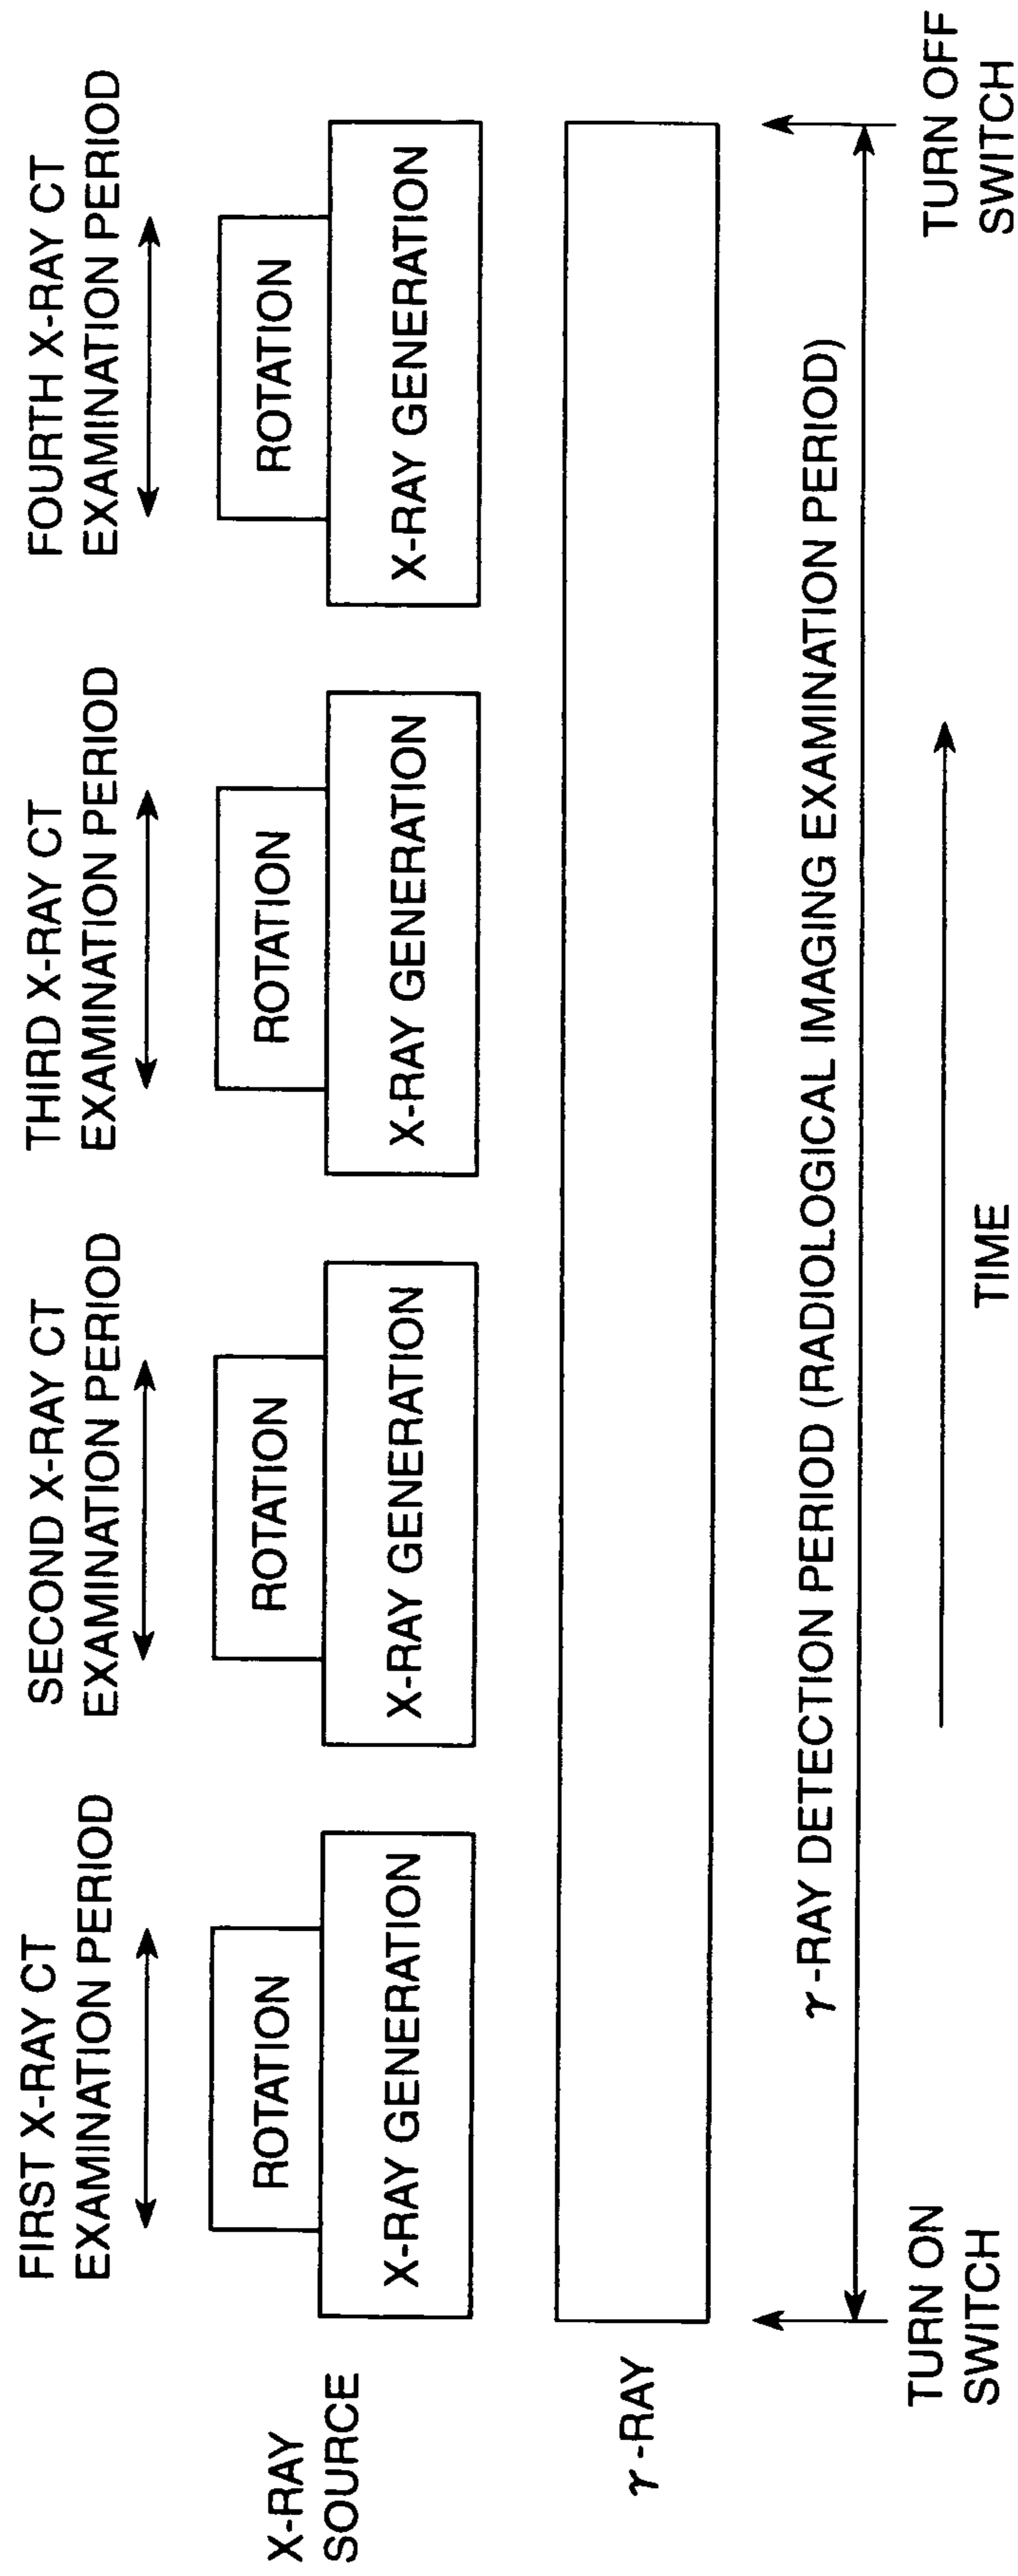 FIRST X-RAY CT
EXAMINATION PERIOD
SECOND X-RAY CT
EXAMINATION PERIOD
THIRD X-RAY CT
EXAMINATION PERIOD
FOURTH X-RAY CT
EXAMINATION PERIOD
X-RAY
SOURCE
ROTATION
X-RAY GENERATION
ROTATION
X-RAY GENERATION
ROTATION
X-RAY GENERATION
ROTATION
X-RAY GENERATION
γ-RAY
γ-RAY DETECTION PERIOD (RADIOLOGICAL IMAGING EXAMINATION PERIOD)
TURN ON
SWITCH
TIME
TURN OFF
SWITCH